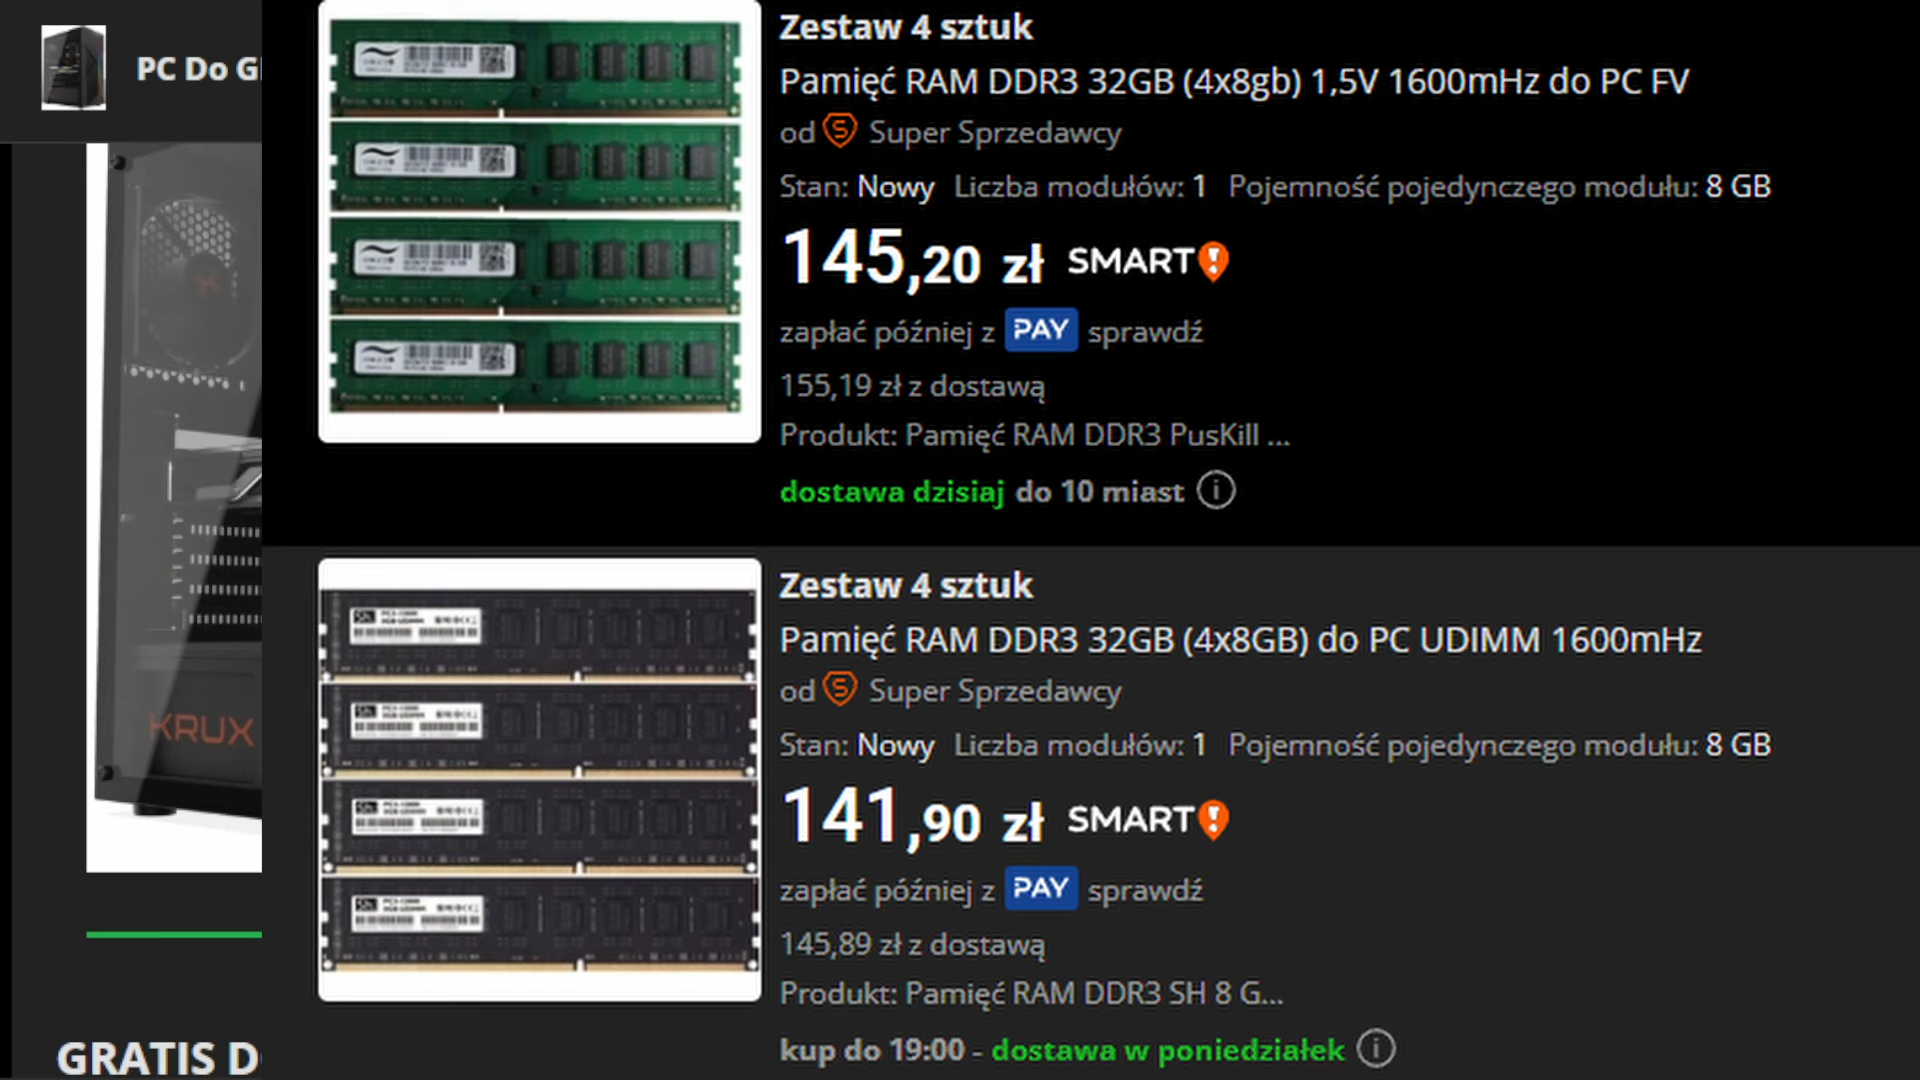 PC Do G
KRUX
GRATIS D
Zestaw 4 sztuk
Pamięć RAM DDR3 32GB (4x8gb) 1,5V 1600mHz do PC FV
od Super Sprzedawcy
Stan: Nowy Liczba modułów: 1 Pojemność pojedynczego modułu: 8 GB
145,20 zł SMART!
zapłać później z PAY sprawdź
155,19 zł z dostawą
Produkt: Pamięć RAM DDR3 PusKill ...
dostawa dzisiaj do 10 miast
Zestaw 4 sztuk
Pamięć RAM DDR3 32GB (4x8GB) do PC UDIMM 1600mHz
od Super Sprzedawcy
Stan: Nowy Liczba modułów: 1 Pojemność pojedynczego modułu: 8 GB
141,90 zł SMART!
zapłać później z PAY sprawdź
145,89 zł z dostawą
Produkt: Pamięć RAM DDR3 SH 8 G...
kup do 19:00 - dostawa w poniedziałek